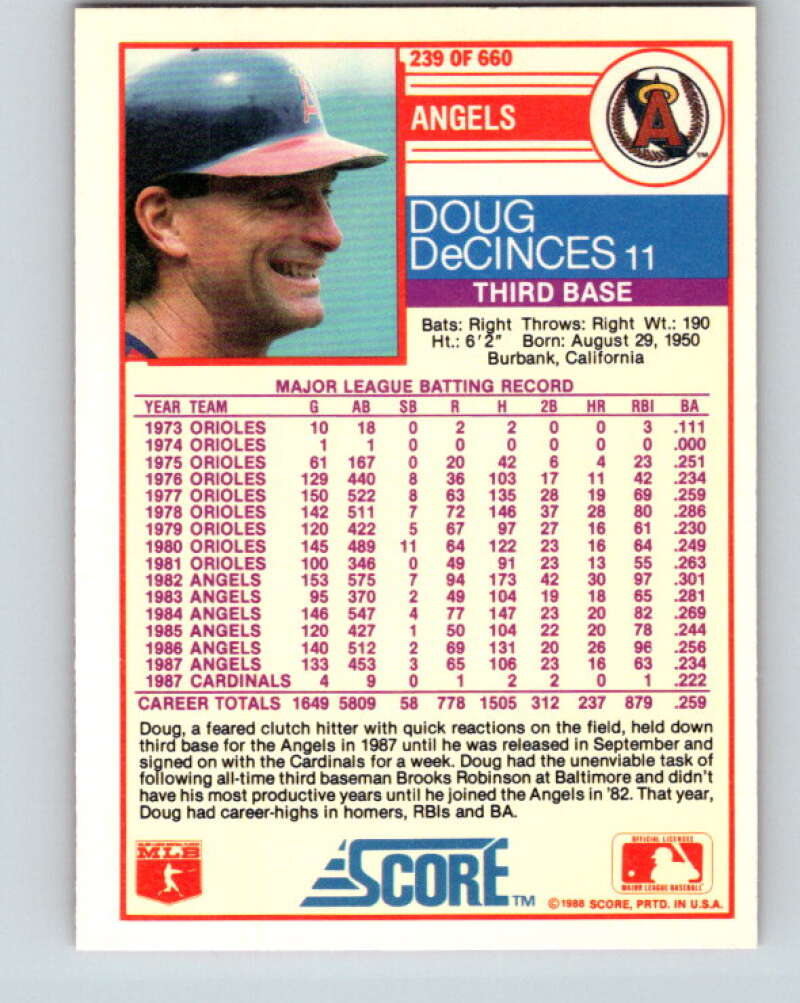 239 OF 660
ANGELS
A
TM
DOUG
DeCINCES 11
THIRD BASE
Bats: Right Throws: Right Wt.: 190
Ht.: 6'2" Born: August 29, 1950
Burbank, California
MAJOR LEAGUE BATTING RECORD
YEAR TEAM G AB SB R H 2B HR RBI BA
1973 ORIOLES 10 18 0 2 2 0 0 3 .111
1974 ORIOLES 1 1 0 0 0 0 0 0 .000
1975 ORIOLES 61 167 0 20 42 6 4 23 .251
1976 ORIOLES 129 440 8 36 103 17 11 42 .234
1977 ORIOLES 150 522 8 63 135 28 19 69 .259
1978 ORIOLES 142 511 7 72 146 37 28 80 .286
1979 ORIOLES 120 422 5 67 97 27 16 61 .230
1980 ORIOLES 145 489 11 64 122 23 16 64 .249
1981 ORIOLES 100 346 0 49 91 23 13 55 .263
1982 ANGELS 153 575 7 94 173 42 30 97 .301
1983 ANGELS 95 370 2 49 104 19 18 65 .281
1984 ANGELS 146 547 4 77 147 23 20 82 .269
1985 ANGELS 120 427 1 50 104 22 20 78 .244
1986 ANGELS 140 512 2 69 131 20 26 96 .256
1987 ANGELS 133 453 3 65 106 23 16 63 .234
1987 CARDINALS 4 9 0 1 2 2 0 1 .222
CAREER TOTALS 1649 5809 58 778 1505 312 237 879 .259
Doug, a feared clutch hitter with quick reactions on the field, held down
third base for the Angels in 1987 until he was released in September and
signed on with the Cardinals for a week. Doug had the unenviable task of
following all-time third baseman Brooks Robinson at Baltimore and didn't
have his most productive years until he joined the Angels in '82. That year,
Doug had career-highs in homers, RBIs and BA.
MLB
SCORE TM
OFFICIAL LICENSEE
MAJOR LEAGUE BASEBALL
©1988 SCORE, PRTD. IN U.S.A.